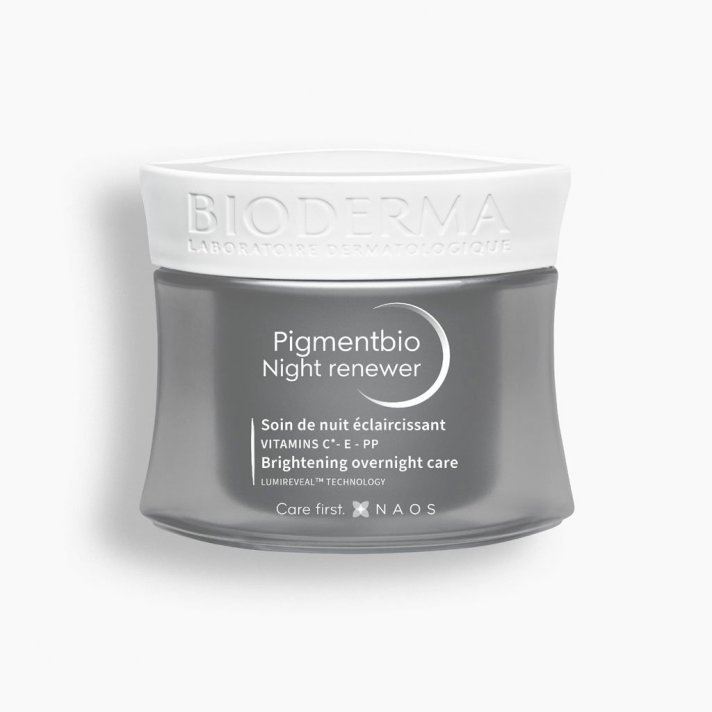 BIODERMA
LABORATOIRE DERMATOLOGIQUE
Pigmentbio
Night renewer
Soin de nuit éclaircissant
VITAMINS C* - E - PP
Brightening overnight care
LUMIREVEAL™ TECHNOLOGY
Care first. NAOS